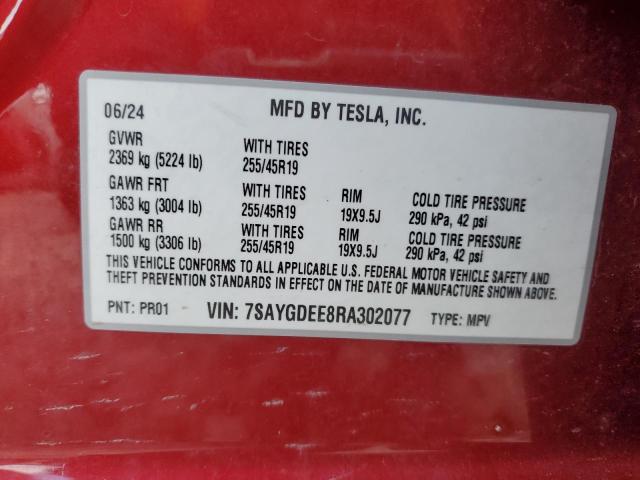 06/24 MFD BY TESLA, INC.
GVWR WITH TIRES
2369 kg (5224 lb) 255/45R19
GAWR FRT WITH TIRES RIM COLD TIRE PRESSURE
1363 kg (3004 lb) 255/45R19 19X9.5J 290 kPa, 42 psi
GAWR RR WITH TIRES RIM COLD TIRE PRESSURE
1500 kg (3306 lb) 255/45R19 19X9.5J 290 kPa, 42 psi
THIS VEHICLE CONFORMS TO ALL APPLICABLE U.S. FEDERAL MOTOR VEHICLE SAFETY AND
THEFT PREVENTION STANDARDS IN EFFECT ON THE DATE OF MANUFACTURE SHOWN ABOVE.
PNT: PR01 VIN: 7SAYGDEE8RA302077 TYPE: MPV